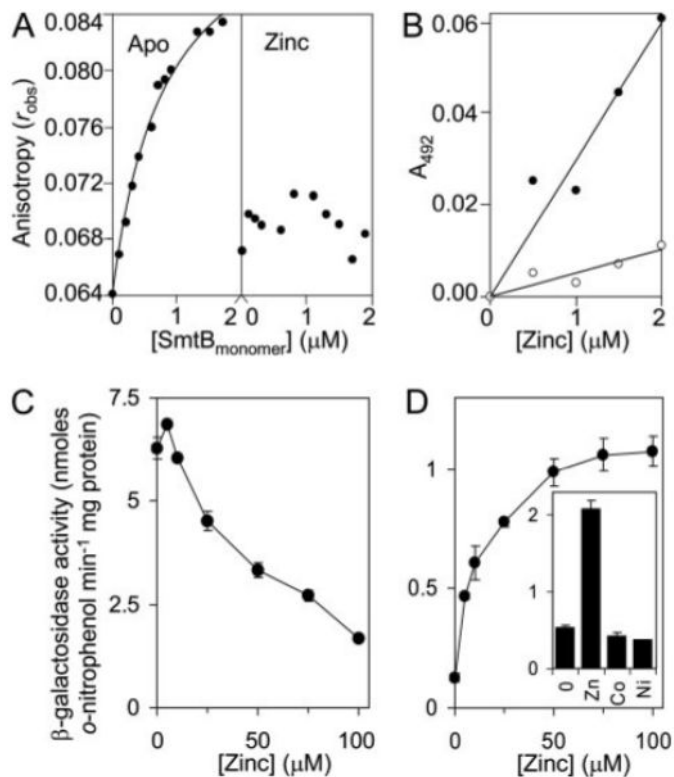 A
Apo
Zinc
0.084
0.080
0.076
0.072
0.068
0.064
Anisotropy (r_obs)
0
1
2
0
1
2
[SmtB_monomer] (μM)
B
0.06
0.04
0.02
0.00
A_492
0
1
2
[Zinc] (μM)
C
7.5
5
2.5
0
β-galactosidase activity (nmoles
o-nitrophenol min⁻¹ mg protein)
0
50
100
[Zinc] (μM)
D
1
0.5
0
2
1
0
0
Zn
Co
Ni
0
50
100
[Zinc] (μM)